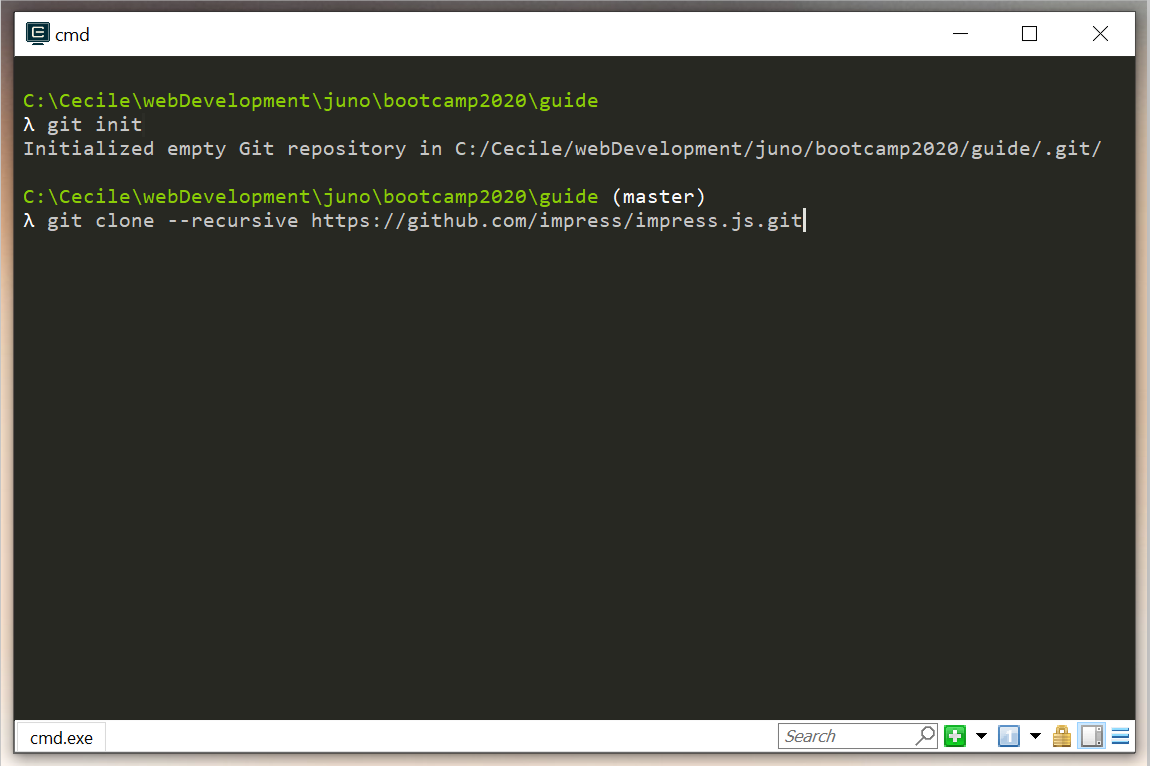 cmd
C:\Cecile\webDevelopment\juno\bootcamp2020\guide
λ git init
Initialized empty Git repository in C:/Cecile/webDevelopment/juno/bootcamp2020/guide/.git/
C:\Cecile\webDevelopment\juno\bootcamp2020\guide (master)
λ git clone --recursive https://github.com/impress/impress.js.git
cmd.exe
Search
1